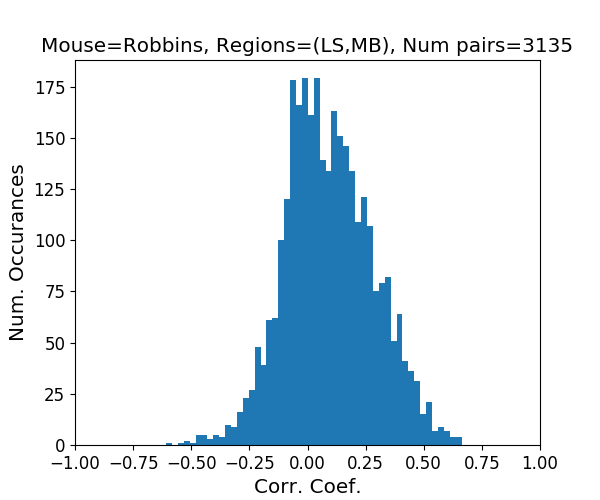 Mouse=Robbins, Regions=(LS,MB), Num pairs=3135
Num. Occurances
175
150
125
100
75
50
25
0
−1.00 −0.75 −0.50 −0.25 0.00 0.25 0.50 0.75 1.00
Corr. Coef.